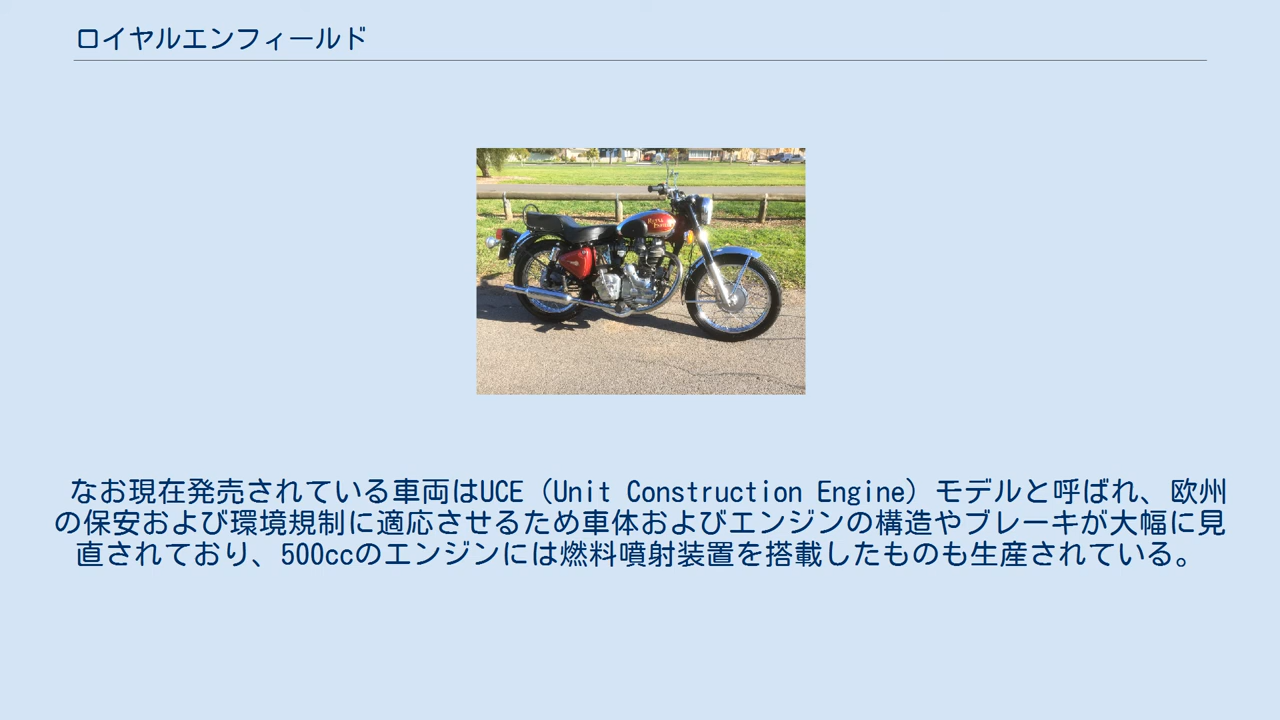 ロイヤルエンフィールド
なお現在発売されている車両はUCE（Unit Construction Engine）モデルと呼ばれ、欧州
の保安および環境規制に適応させるため車体およびエンジンの構造やブレーキが大幅に見
直されており、500ccのエンジンには燃料噴射装置を搭載したものも生産されている。